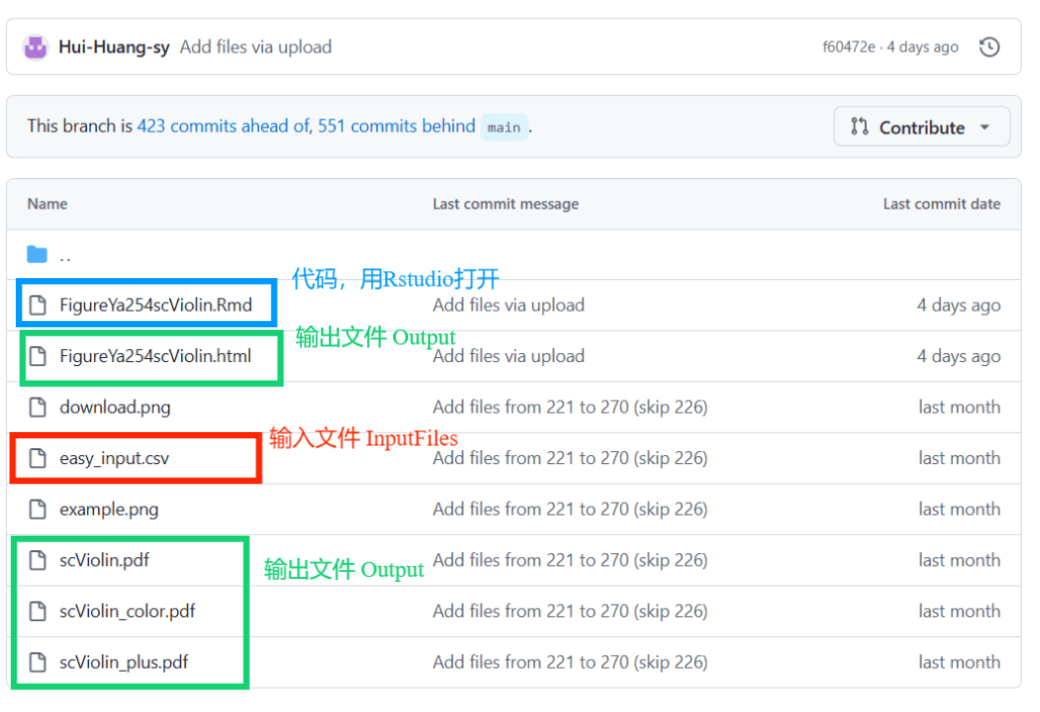 Hui-Huang-sy Add files via upload f60472e · 4 days ago
This branch is 423 commits ahead of, 551 commits behind main .
Contribute
Name Last commit message Last commit date
..
代码，用Rstudio打开
FigureYa254scViolin.Rmd Add files via upload 4 days ago
输出文件 Output
FigureYa254scViolin.html Add files via upload 4 days ago
download.png Add files from 221 to 270 (skip 226) last month
输入文件 InputFiles
easy_input.csv Add files from 221 to 270 (skip 226) last month
example.png Add files from 221 to 270 (skip 226) last month
scViolin.pdf Add files from 221 to 270 (skip 226) last month
输出文件 Output
scViolin_color.pdf Add files from 221 to 270 (skip 226) last month
scViolin_plus.pdf Add files from 221 to 270 (skip 226) last month